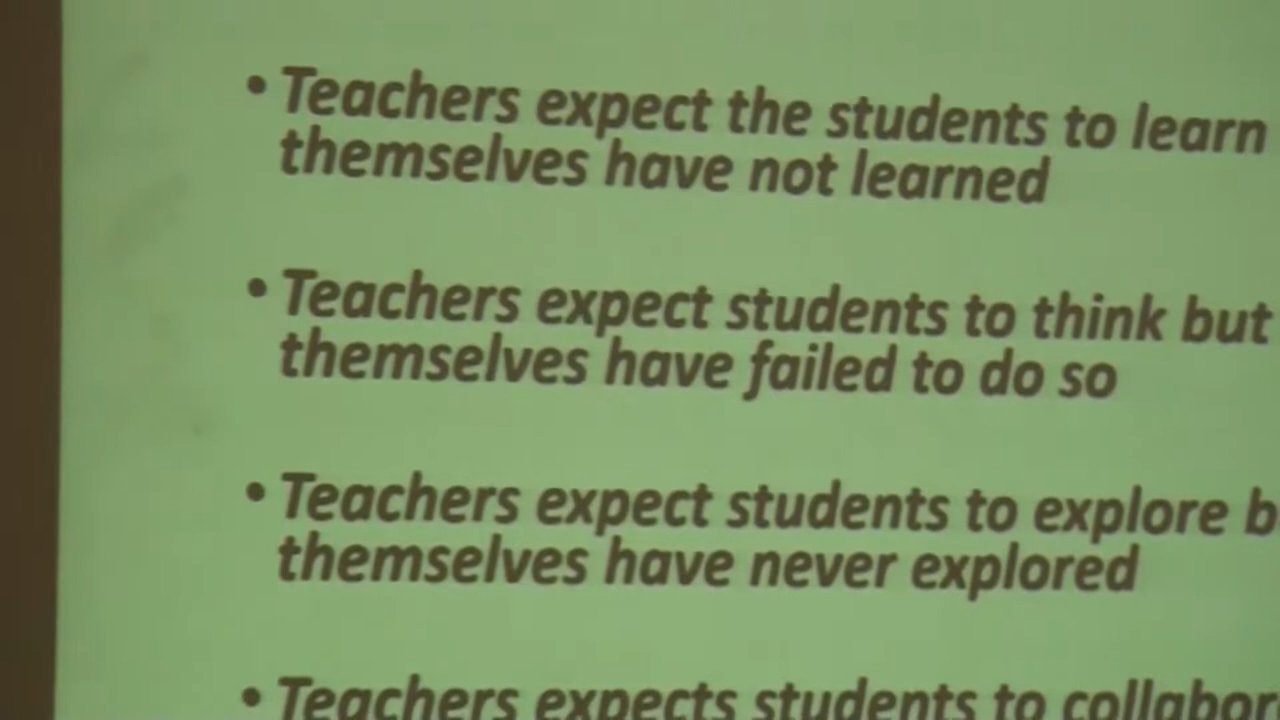 • Teachers expect the students to learn
themselves have not learned
• Teachers expect students to think but
themselves have failed to do so
• Teachers expect students to explore
themselves have never explored
• Teachers expects students to